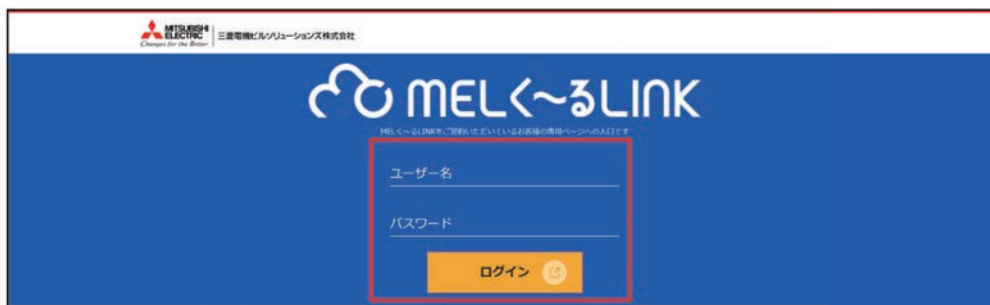 MITSUBISHI
ELECTRIC
Changes for the Better
三菱電機ビルソリューションズ株式会社
MELく〜るLINK
MELく〜るLINKをご契約いただいているお客様の専用ページへの入口です
ユーザー名
パスワード
ログイン